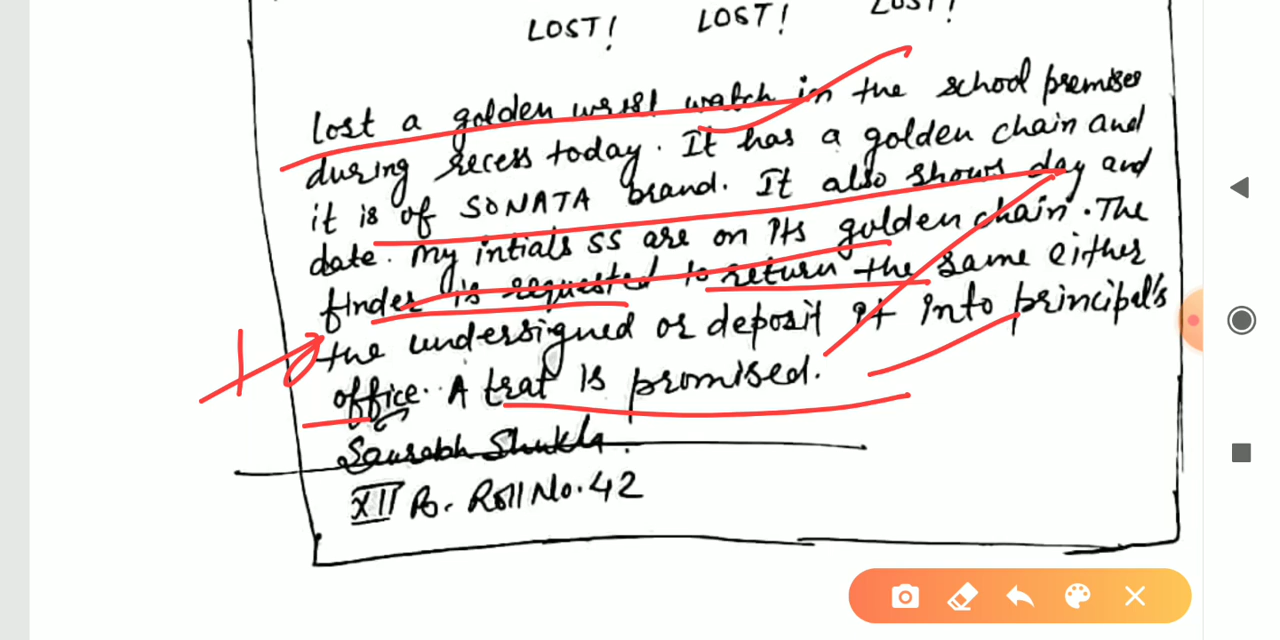 LOST! LOST! LOST!
Lost a golden wrist watch in the school premises
during recess today. It has a golden chain and
it is of SONATA brand. It also shows day and
date. My intials SS are on its golden chain. The
finder is requested to return the same either
to the undersigned or deposit it into principal's
office. A trat is promised.
Saurabh Shukla.
XII B. Roll No. 42